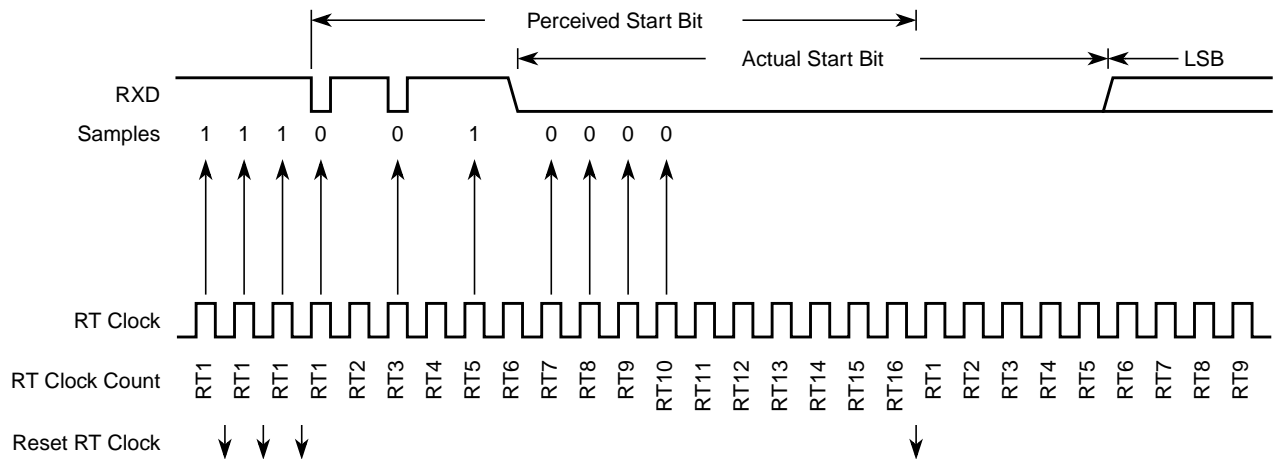 Perceived Start Bit
Actual Start Bit
LSB
RXD
Samples 1 1 1 0 0 1 0 0 0 0
RT Clock
RT Clock Count RT1 RT1 RT1 RT1 RT2 RT3 RT4 RT5 RT6 RT7 RT8 RT9 RT10 RT11 RT12 RT13 RT14 RT15 RT16 RT1 RT2 RT3 RT4 RT5 RT6 RT7 RT8 RT9
Reset RT Clock